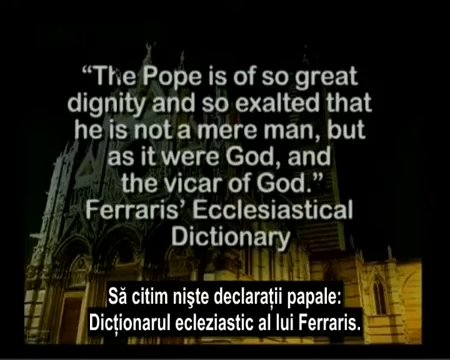 “The Pope is of so great
dignity and so exalted that
he is not a mere man, but
as it were God, and
the vicar of God.”
Ferraris’ Ecclesiastical
Dictionary
Să citim nişte declaraţii papale:
Dicţionarul ecleziastic al lui Ferraris.